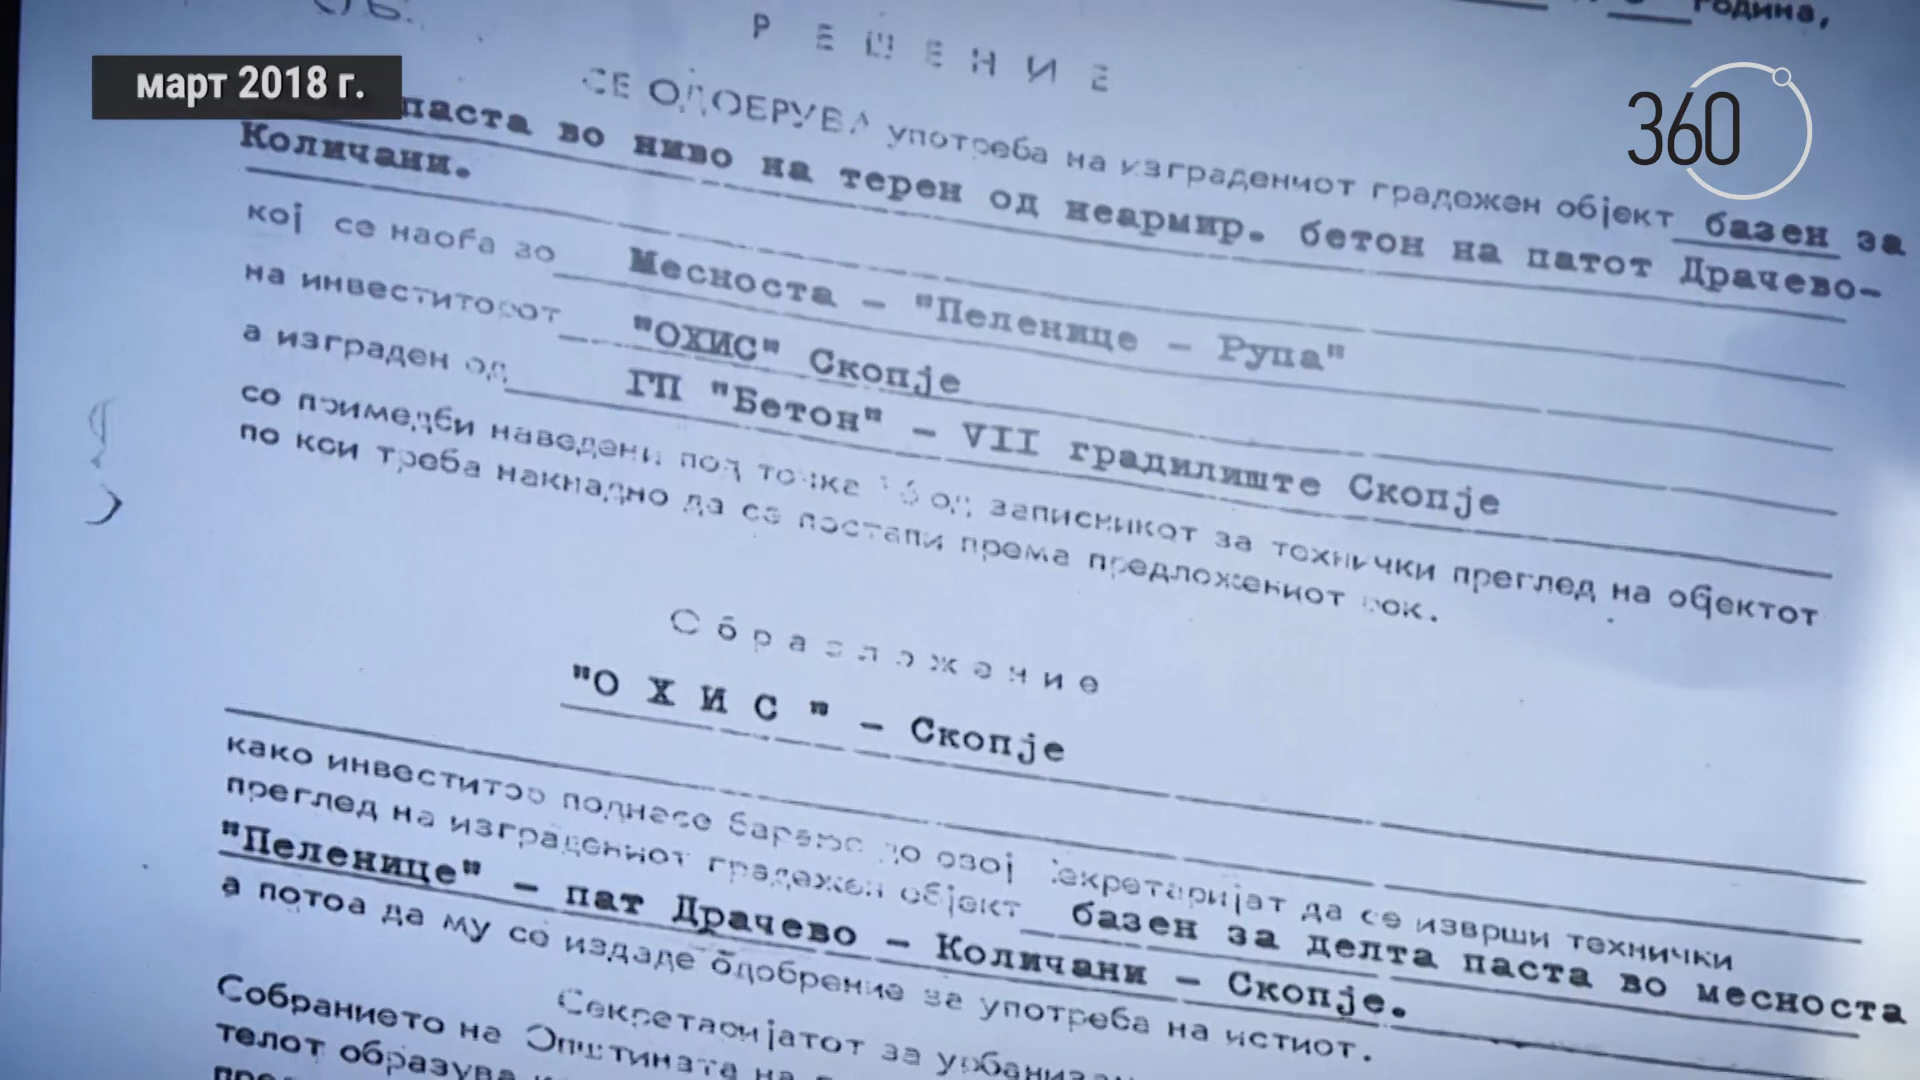 година,
март 2018 г.
360
РЕШЕНИЕ
СЕ ОДОБРУВА употреба на изградениот градежен објект базен за
паста во ниво на терен од неармир. бетон на патот Драчево-
Количани.
кој се наоѓа во Месноста - "Пеленице - Рупа"
на инвеститорот "ОХИС" Скопје
а изграден од ГП "Бетон" - VII градилиште Скопје
со примедби наведени под точка од записникот за технички преглед на објектот
по кои треба накнадно да се постапи према предложениот рок.
Образложение
"О Х И С " - Скопје
како инвеститор поднесе барање до овој Секретаријат да се изврши технички
преглед на изградениот градежен објект базен за делта паста во месноста
"Пеленице" - пат Драчево - Количани - Скопје.
а потоа да му се издаде одобрение за употреба на истиот.
Секретаријатот за
Собранието на Општината на
телот образува